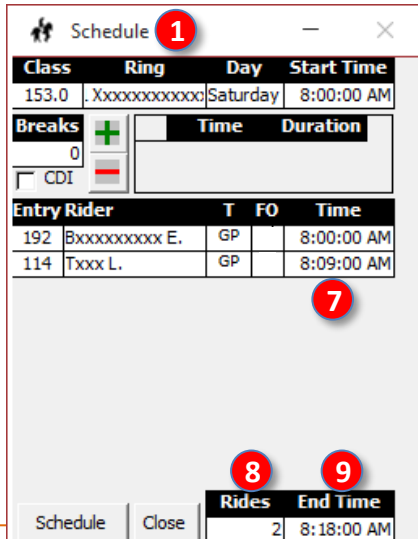 Schedule 1
Class Ring Day Start Time
153.0 . Xxxxxxxxxxxx Saturday 8:00:00 AM
Breaks Time Duration
0
CDI
Entry Rider T FO Time
192 Bxxxxxxxxx E. GP 8:00:00 AM
114 Txxx L. GP 8:09:00 AM
7
8 9
Rides End Time
Schedule Close 2 8:18:00 AM